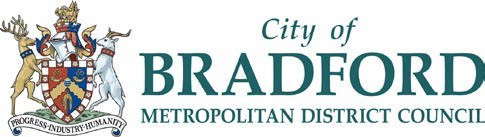 City of
BRADFORD
METROPOLITAN DISTRICT COUNCIL
PROGRESS·INDUSTRY·HUMANITY